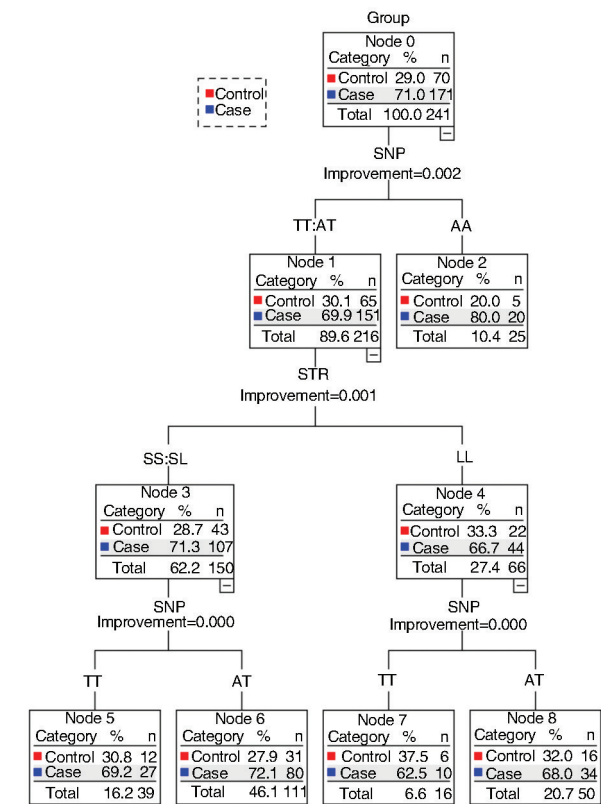 Group
Node 0
Category % n
Control 29.0 70
Case 71.0 171
Total 100.0 241
Control
Case
SNP
Improvement=0.002
TT:AT
AA
Node 1
Category % n
Control 30.1 65
Case 69.9 151
Total 89.6 216
Node 2
Category % n
Control 20.0 5
Case 80.0 20
Total 10.4 25
STR
Improvement=0.001
SS:SL
LL
Node 3
Category % n
Control 28.7 43
Case 71.3 107
Total 62.2 150
Node 4
Category % n
Control 33.3 22
Case 66.7 44
Total 27.4 66
SNP
Improvement=0.000
SNP
Improvement=0.000
TT
AT
TT
AT
Node 5
Category % n
Control 30.8 12
Case 69.2 27
Total 16.2 39
Node 6
Category % n
Control 27.9 31
Case 72.1 80
Total 46.1 111
Node 7
Category % n
Control 37.5 6
Case 62.5 10
Total 6.6 16
Node 8
Category % n
Control 32.0 16
Case 68.0 34
Total 20.7 50